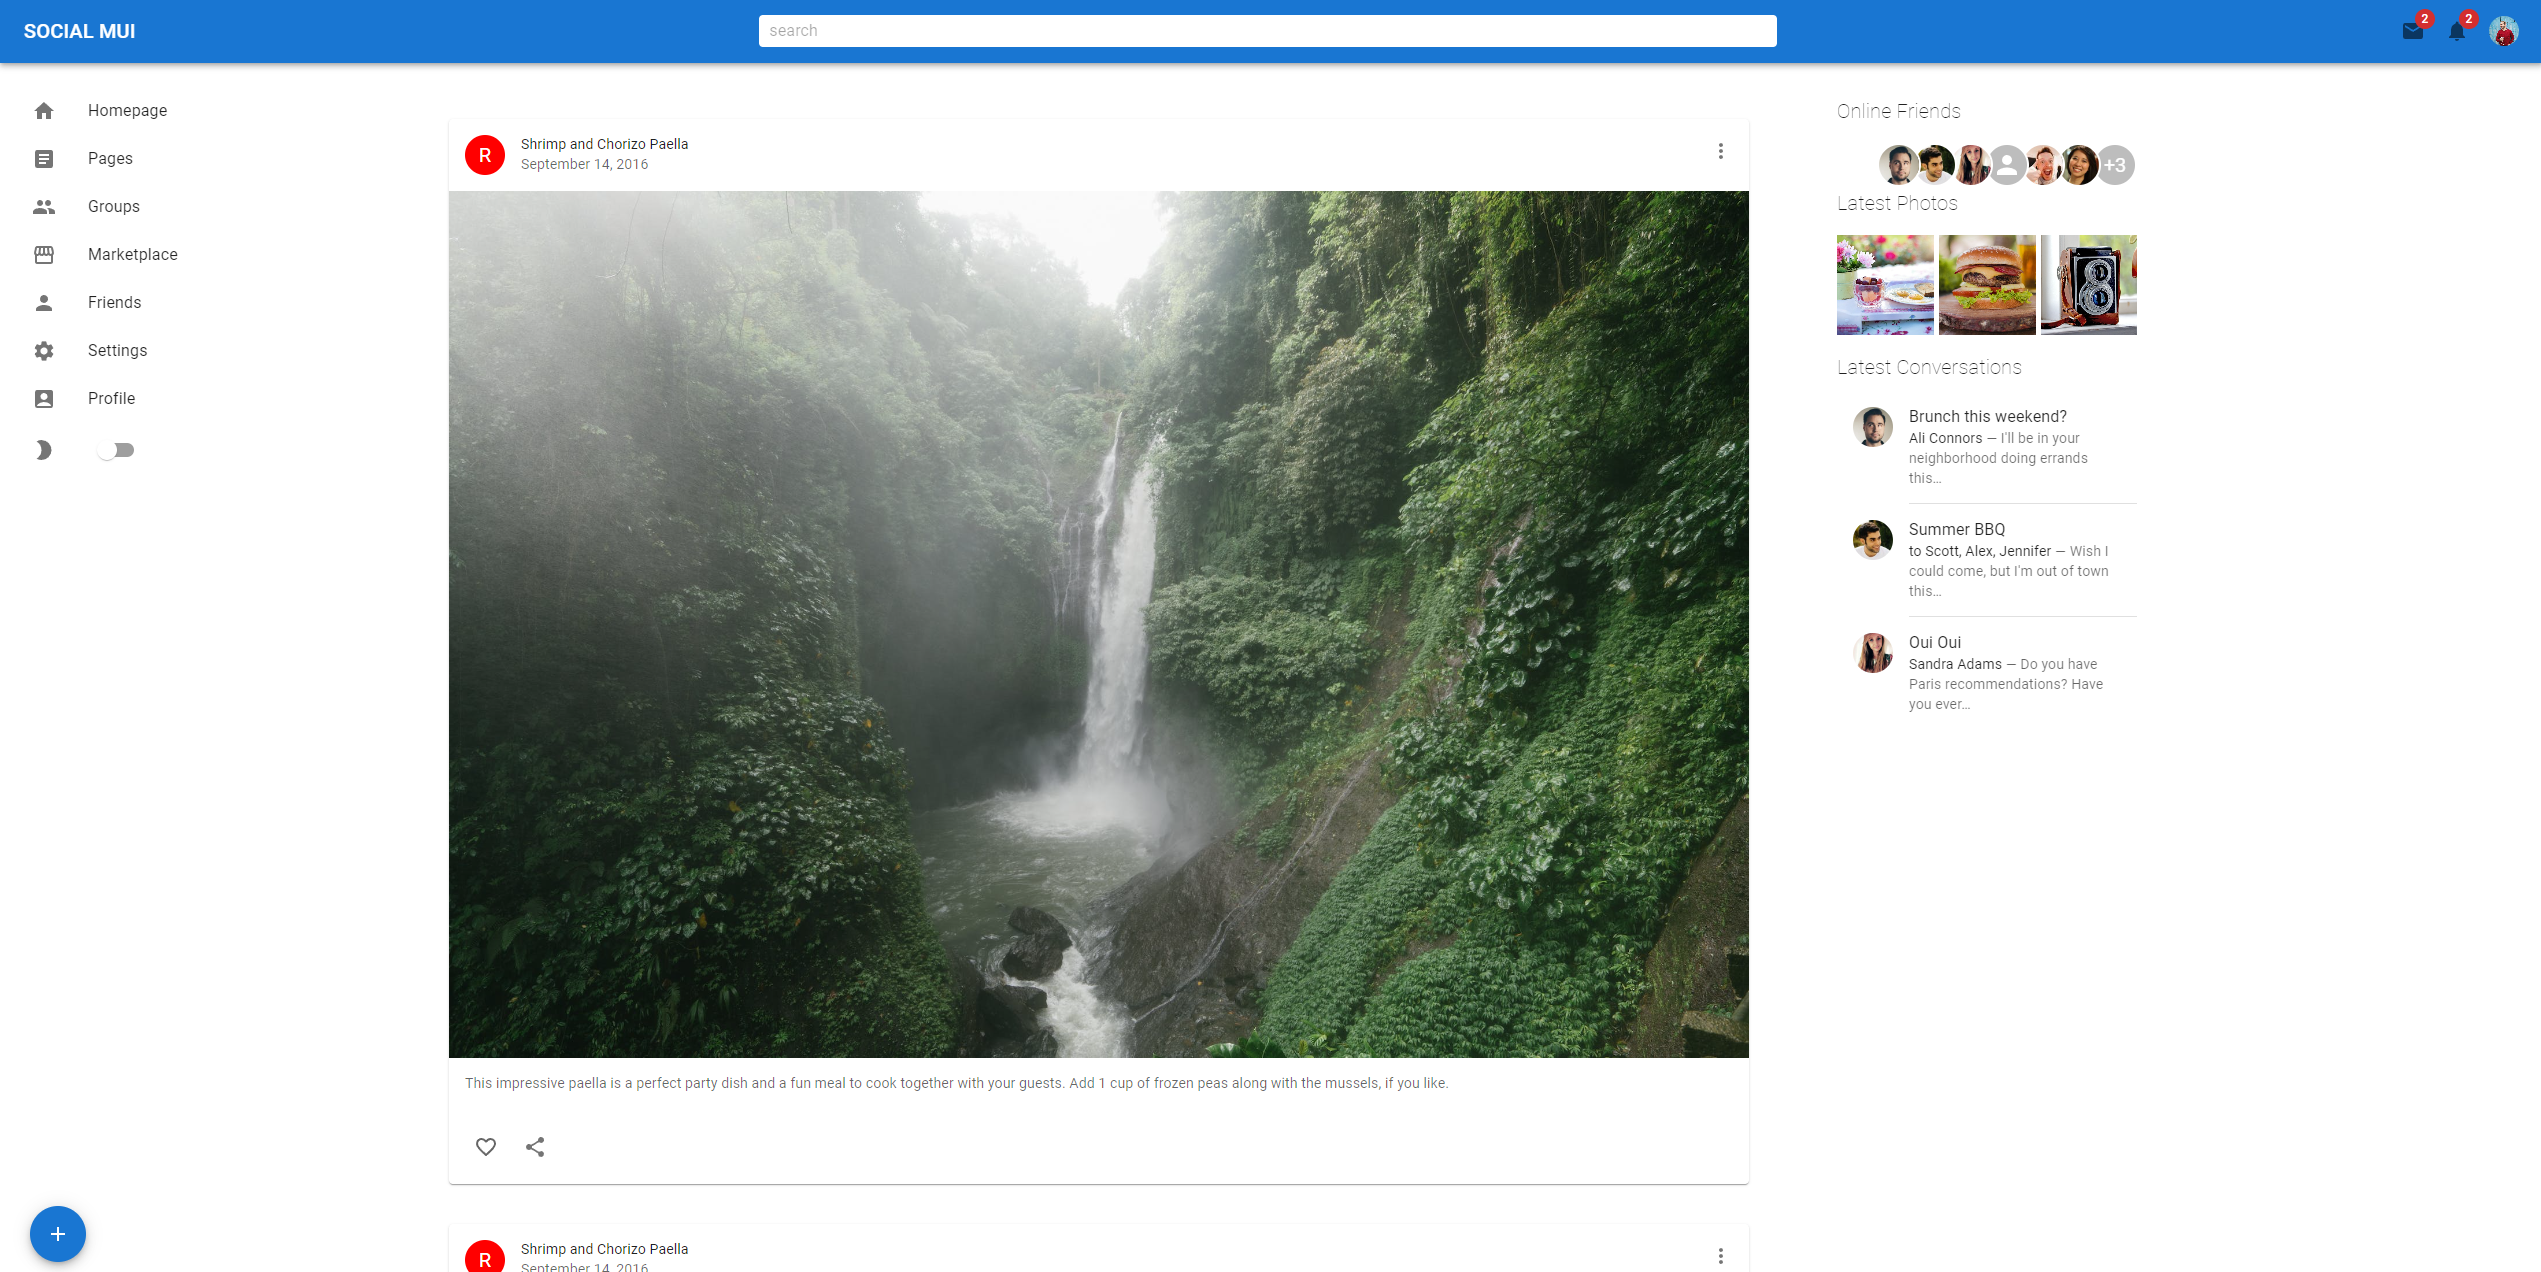 SOCIAL MUI
search
2
2
Homepage
Pages
Groups
Marketplace
Friends
Settings
Profile
R
Shrimp and Chorizo Paella
September 14, 2016
This impressive paella is a perfect party dish and a fun meal to cook together with your guests. Add 1 cup of frozen peas along with the mussels, if you like.
R
Shrimp and Chorizo Paella
September 14, 2016
Online Friends
+3
Latest Photos
Latest Conversations
Brunch this weekend?
Ali Connors — I'll be in your
neighborhood doing errands
this…
Summer BBQ
to Scott, Alex, Jennifer — Wish I
could come, but I'm out of town
this…
Oui Oui
Sandra Adams — Do you have
Paris recommendations? Have
you ever…